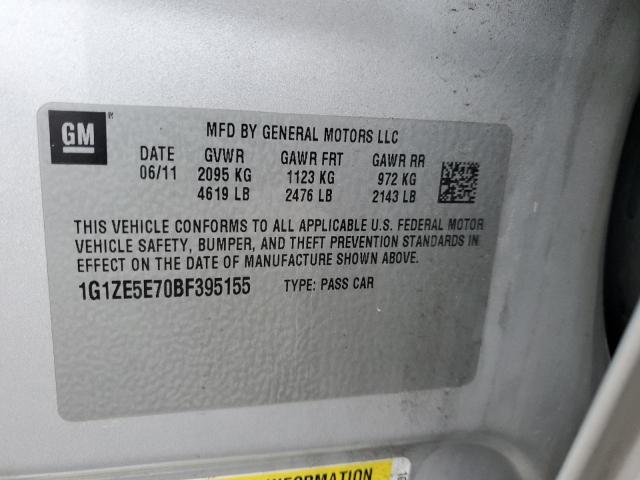 GM
MFD BY GENERAL MOTORS LLC
DATE GVWR GAWR FRT GAWR RR
06/11 2095 KG 1123 KG 972 KG
4619 LB 2476 LB 2143 LB
THIS VEHICLE CONFORMS TO ALL APPLICABLE U.S. FEDERAL MOTOR
VEHICLE SAFETY, BUMPER, AND THEFT PREVENTION STANDARDS IN
EFFECT ON THE DATE OF MANUFACTURE SHOWN ABOVE.
1G1ZE5E70BF395155 TYPE: PASS CAR
INFORMATION